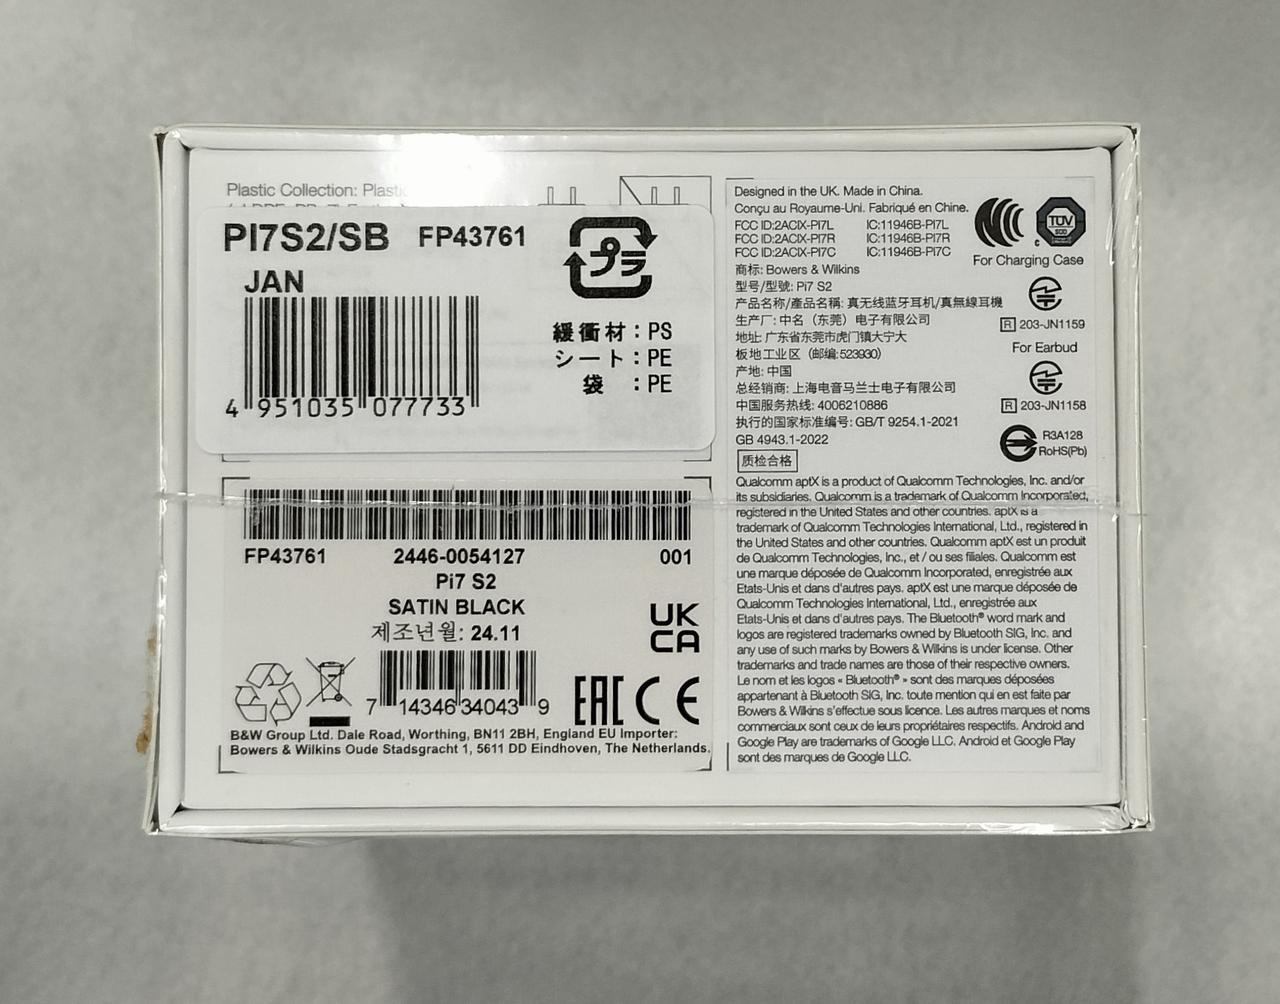 Plastic Collection: Plastic
PI7S2/SB FP43761
JAN
4 951035 077733
プラ
緩衝材：PS
シート：PE
袋 ：PE
FP43761 2446-0054127 001
Pi7 S2
SATIN BLACK
제조년월: 24.11
UK
CA
7 14346 34043 9
EAC CE
B&W Group Ltd. Dale Road, Worthing, BN11 2BH, England EU Importer:
Bowers & Wilkins Oude Stadsgracht 1, 5611 DD Eindhoven, The Netherlands.
Designed in the UK. Made in China.
Conçu au Royaume-Uni. Fabriqué en Chine.
FCC ID:2ACIX-PI7L IC:11946B-PI7L
FCC ID:2ACIX-PI7R IC:11946B-PI7R
FCC ID:2ACIX-PI7C IC:11946B-PI7C
商标: Bowers & Wilkins
型号/型號: Pi7 S2
产品名称/產品名稱: 真无线蓝牙耳机/真無線耳機
生产厂: 中名（东莞）电子有限公司
地址: 广东省东莞市虎门镇大宁大
板地工业区（邮编:523930）
产地: 中国
总经销商: 上海电音马兰士电子有限公司
中国服务热线: 4006210886
执行的国家标准编号: GB/T 9254.1-2021
GB 4943.1-2022
质检合格
c TÜV
SÜD
For Charging Case
R 203-JN1159
For Earbud
R 203-JN1158
R3A128
RoHS(Pb)
Qualcomm aptX is a product of Qualcomm Technologies, Inc. and/or
its subsidiaries. Qualcomm is a trademark of Qualcomm Incorporated,
registered in the United States and other countries. aptX is a
trademark of Qualcomm Technologies International, Ltd., registered in
the United States and other countries. Qualcomm aptX est un produit
de Qualcomm Technologies, Inc., et / ou ses filiales. Qualcomm est
une marque déposée de Qualcomm Incorporated, enregistrée aux
Etats-Unis et dans d'autres pays. aptX est une marque déposée de
Qualcomm Technologies International, Ltd., enregistrée aux
Etats-Unis et dans d'autres pays. The Bluetooth® word mark and
logos are registered trademarks owned by Bluetooth SIG, Inc. and
any use of such marks by Bowers & Wilkins is under license. Other
trademarks and trade names are those of their respective owners.
Le nom et les logos « Bluetooth® » sont des marques déposées
appartenant à Bluetooth SIG, Inc. toute mention qui en est faite par
Bowers & Wilkins s'effectue sous licence. Les autres marques et noms
commerciaux sont ceux de leurs propriétaires respectifs. Android and
Google Play are trademarks of Google LLC. Android et Google Play
sont des marques de Google LLC.